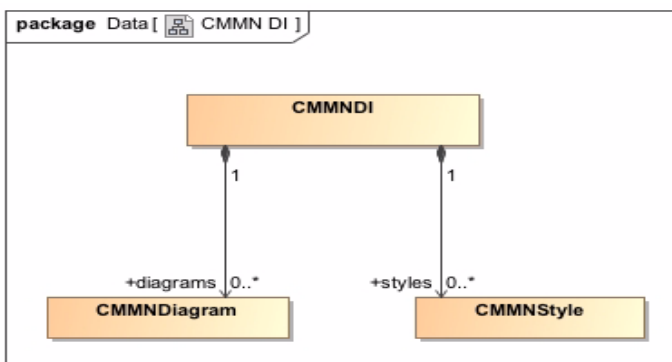 package Data [ CMMN DI ]
CMMNDI
1 1
+diagrams 0..* +styles 0..*
CMMNDiagram CMMNStyle